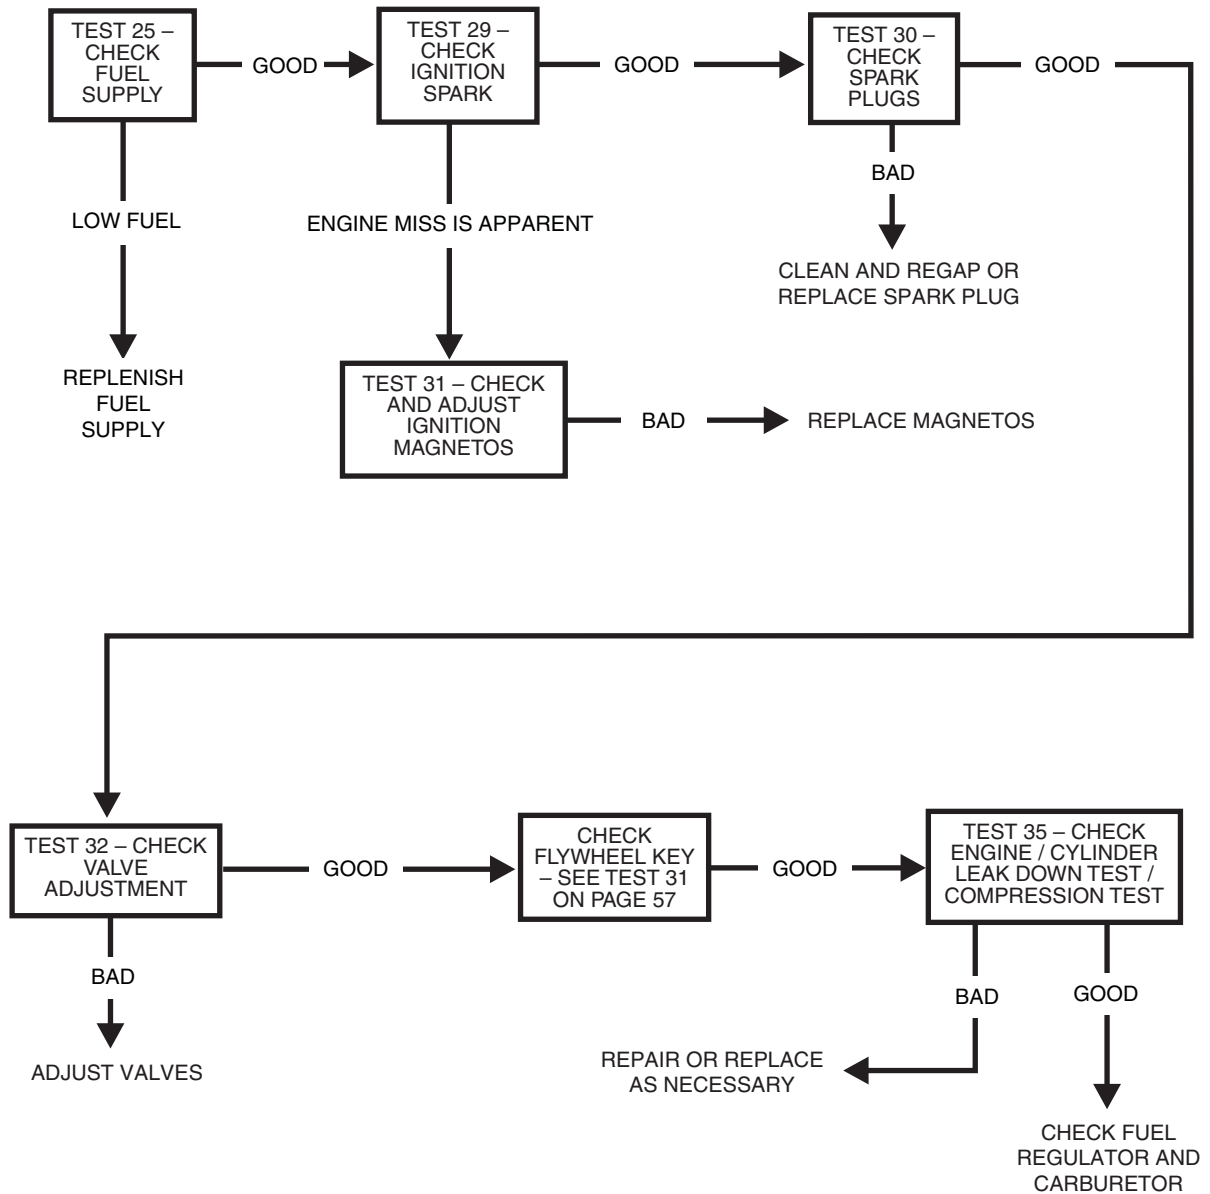 TEST 25 –
CHECK
FUEL
SUPPLY
GOOD
TEST 29 –
CHECK
IGNITION
SPARK
GOOD
TEST 30 –
CHECK
SPARK
PLUGS
GOOD
LOW FUEL
REPLENISH
FUEL
SUPPLY
ENGINE MISS IS APPARENT
BAD
CLEAN AND REGAP OR
REPLACE SPARK PLUG
TEST 31 – CHECK
AND ADJUST
IGNITION
MAGNETOS
BAD
REPLACE MAGNETOS
TEST 32 – CHECK
VALVE
ADJUSTMENT
GOOD
CHECK
FLYWHEEL KEY
– SEE TEST 31
ON PAGE 57
GOOD
TEST 35 – CHECK
ENGINE / CYLINDER
LEAK DOWN TEST /
COMPRESSION TEST
BAD
ADJUST VALVES
BAD
REPAIR OR REPLACE
AS NECESSARY
GOOD
CHECK FUEL
REGULATOR AND
CARBURETOR